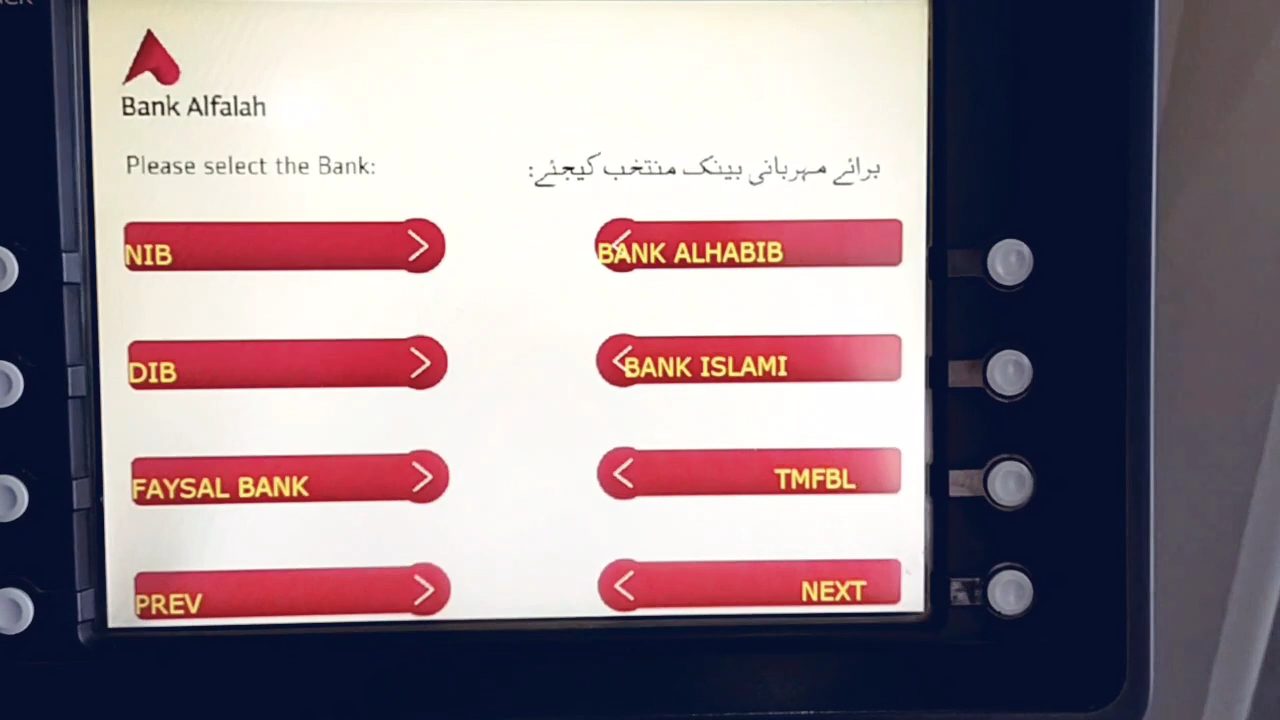 Bank Alfalah
Please select the Bank:
برائے مہربانی بینک منتخب کیجئے:
NIB
BANK ALHABIB
DIB
BANK ISLAMI
FAYSAL BANK
TMFBL
PREV
NEXT